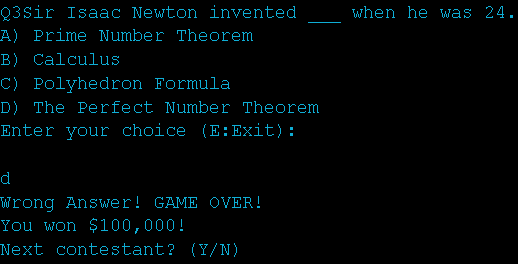 Q3Sir Isaac Newton invented ___ when he was 24.
A) Prime Number Theorem
B) Calculus
C) Polyhedron Formula
D) The Perfect Number Theorem
Enter your choice (E:Exit):
d
Wrong Answer! GAME OVER!
You won $100,000!
Next contestant? (Y/N)